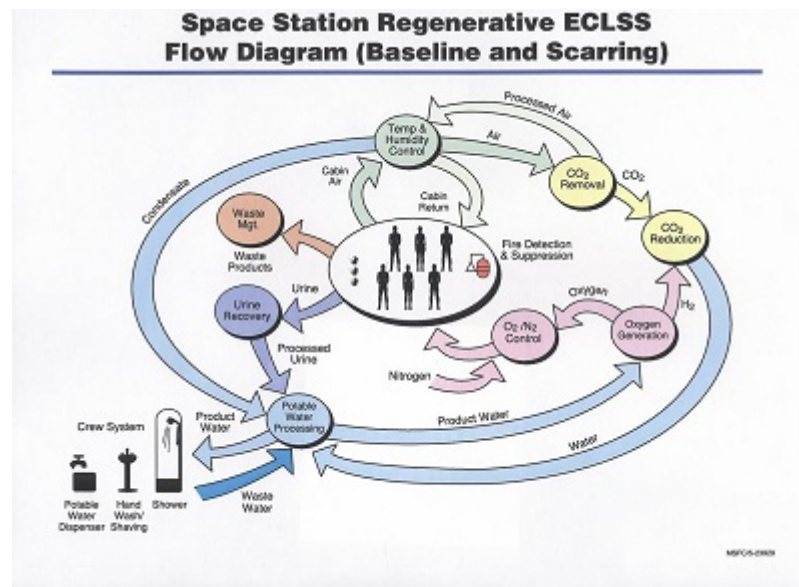 Space Station Regenerative ECLSS
Flow Diagram (Baseline and Scarring)
Processed Air
Temp &
Humidity
Control
Air
CO2
Removal
CO2
Cabin
Air
Cabin
Return
Condensate
Waste
Mgt.
CO2
Reduction
Waste
Products
Fire Detection
& Suppression
Urine
Urine
Recovery
Oxygen
H2
O2 /N2
Control
Oxygen
Generation
Processed
Urine
Nitrogen
Potable
Water
Processing
Product
Water
Crew System
Product Water
Water
Potable
Water
Dispenser
Hand
Wash/
Shaving
Shower
Waste
Water